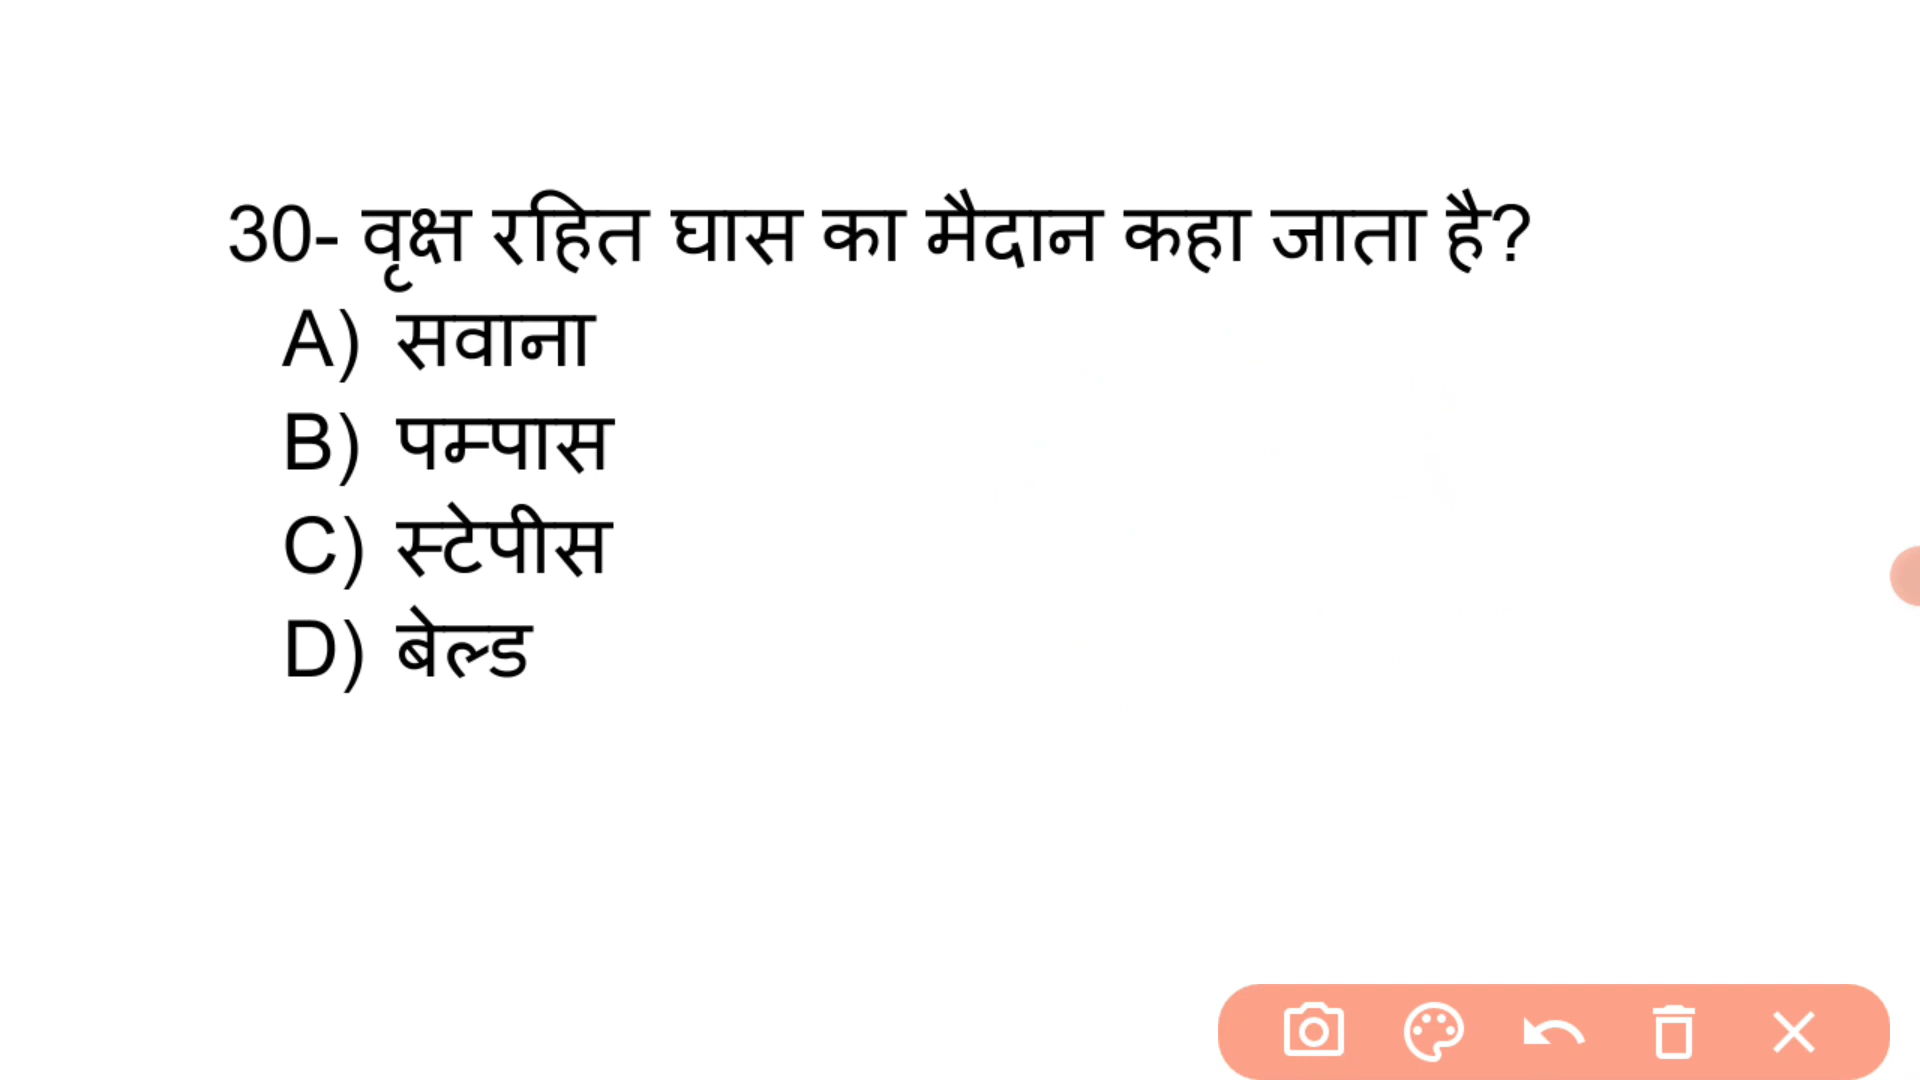 30- वृक्ष रहित घास का मैदान कहा जाता है?
A) सवाना
B) पम्पास
C) स्टेपीस
D) बेल्ड